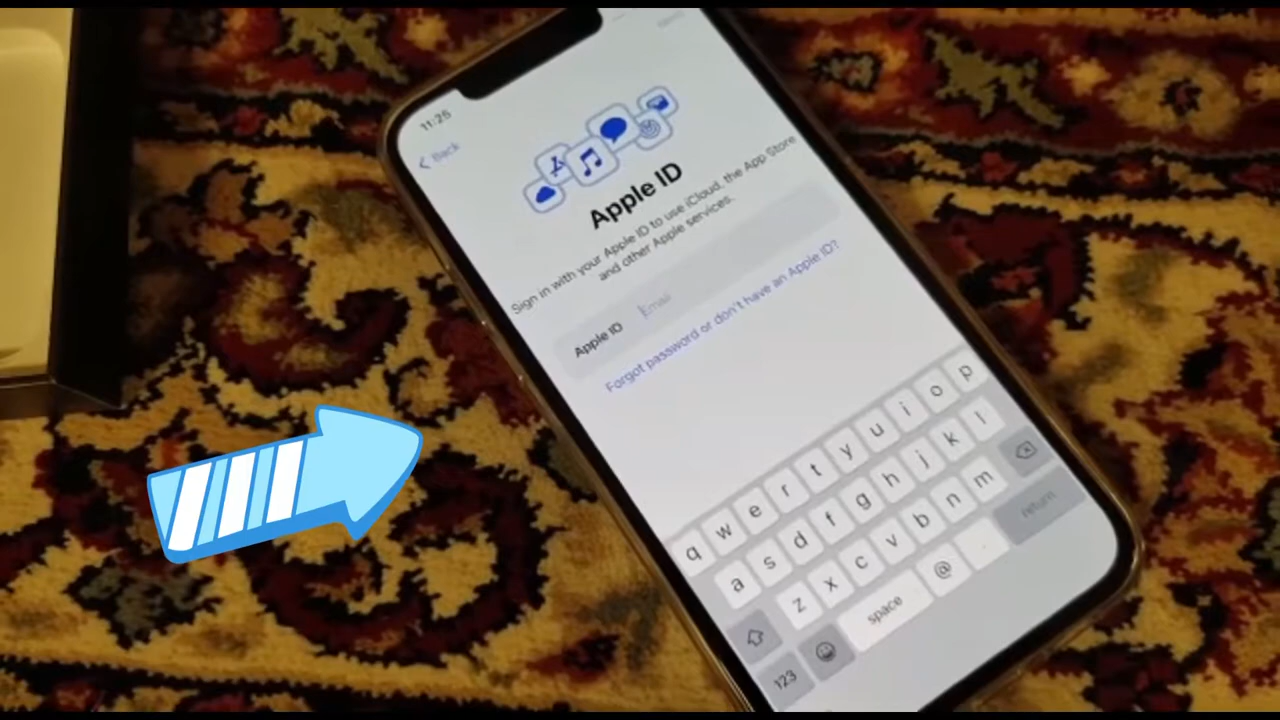 11:25
Back
Apple ID
Sign in with your Apple ID to use iCloud, the App Store
and other Apple services.
Apple ID Email
Forgot password or don't have an Apple ID?
q w e r t y u i o p
a s d f g h j k l
z x c v b n m
123 space @ . return